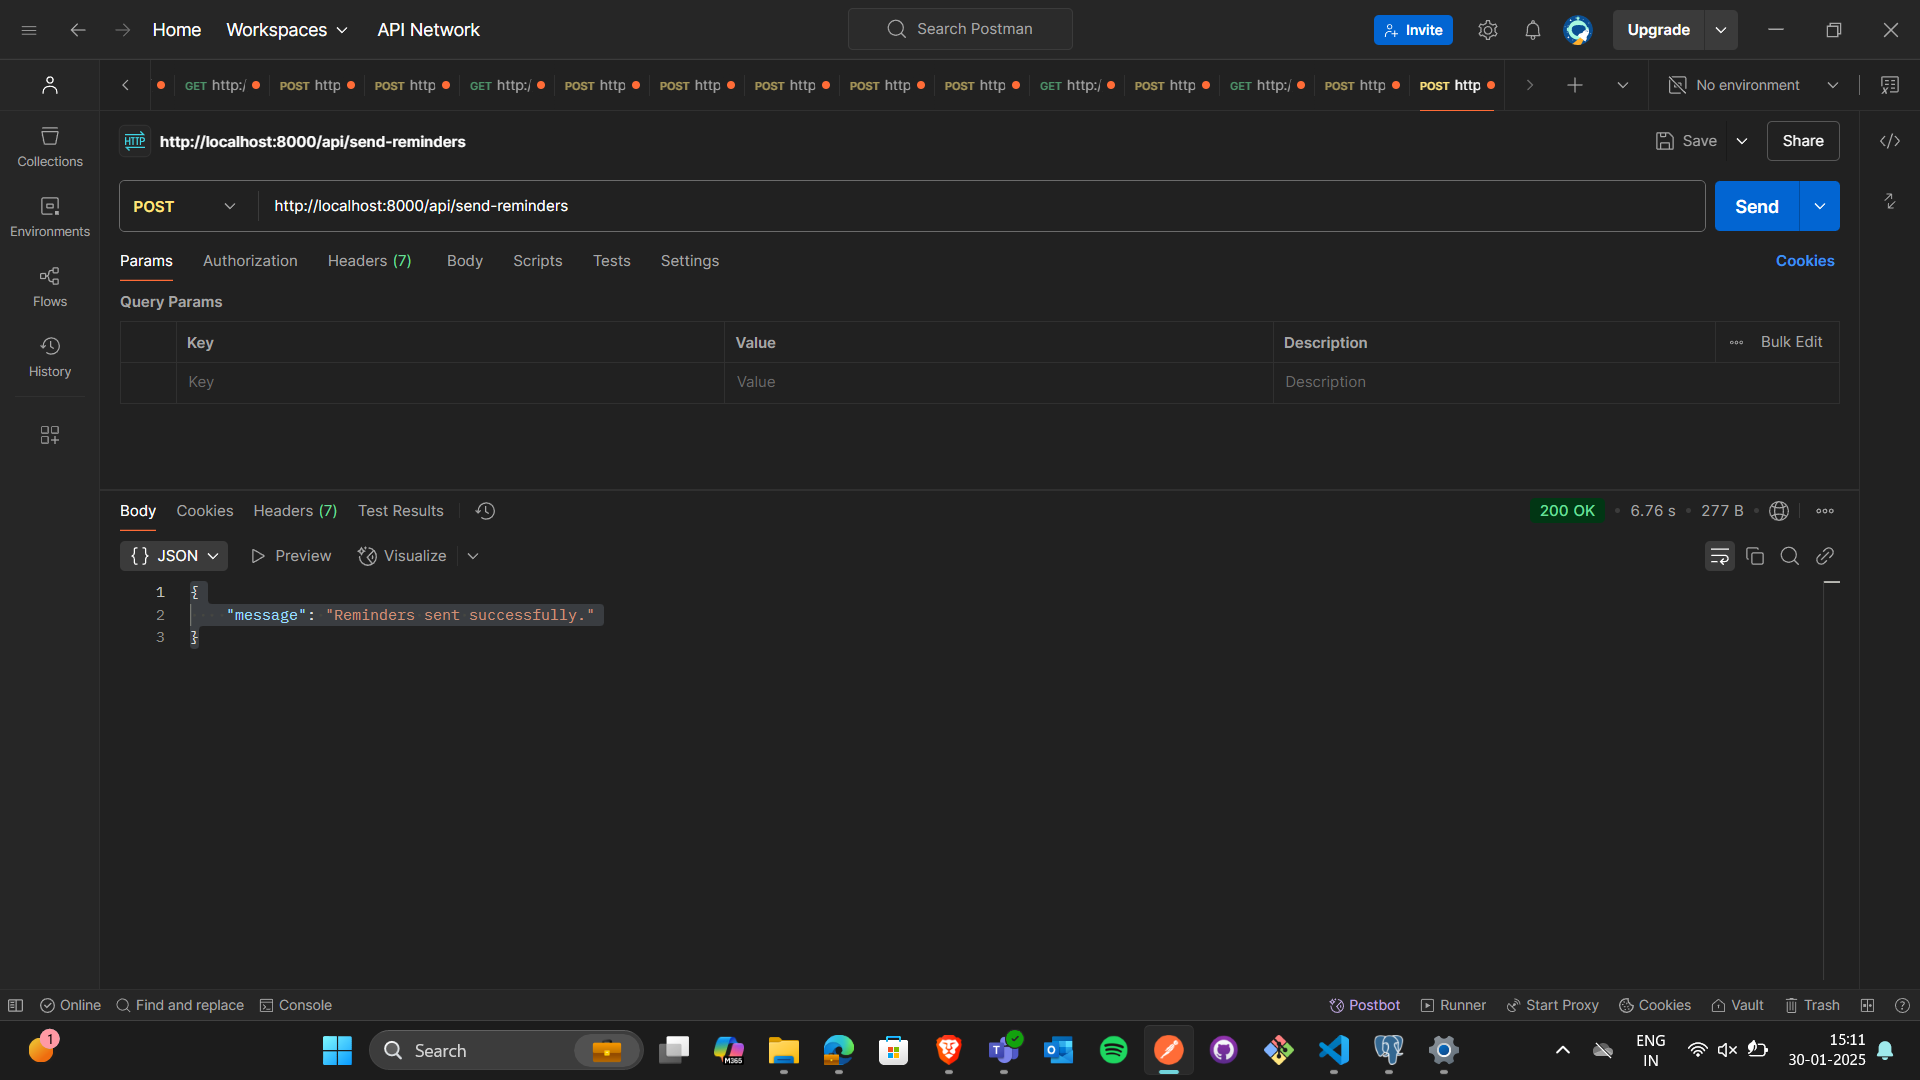 Home Workspaces API Network Search Postman Invite Upgrade
GET http:/ POST http POST http GET http:/ POST http POST http POST http POST http POST http GET http:/ POST http GET http:/ POST http POST http No environment
HTTP http://localhost:8000/api/send-reminders Save Share
Collections
POST http://localhost:8000/api/send-reminders Send
Environments
Params Authorization Headers (7) Body Scripts Tests Settings Cookies
Flows
Query Params
Key Value Description Bulk Edit
History
Key Value Description
Body Cookies Headers (7) Test Results 200 OK 6.76 s 277 B
{} JSON Preview Visualize
1 {
2 "message": "Reminders sent successfully."
3 }
Online Find and replace Console Postbot Runner Start Proxy Cookies Vault Trash
1 Search M365 ENG 15:11
IN 30-01-2025